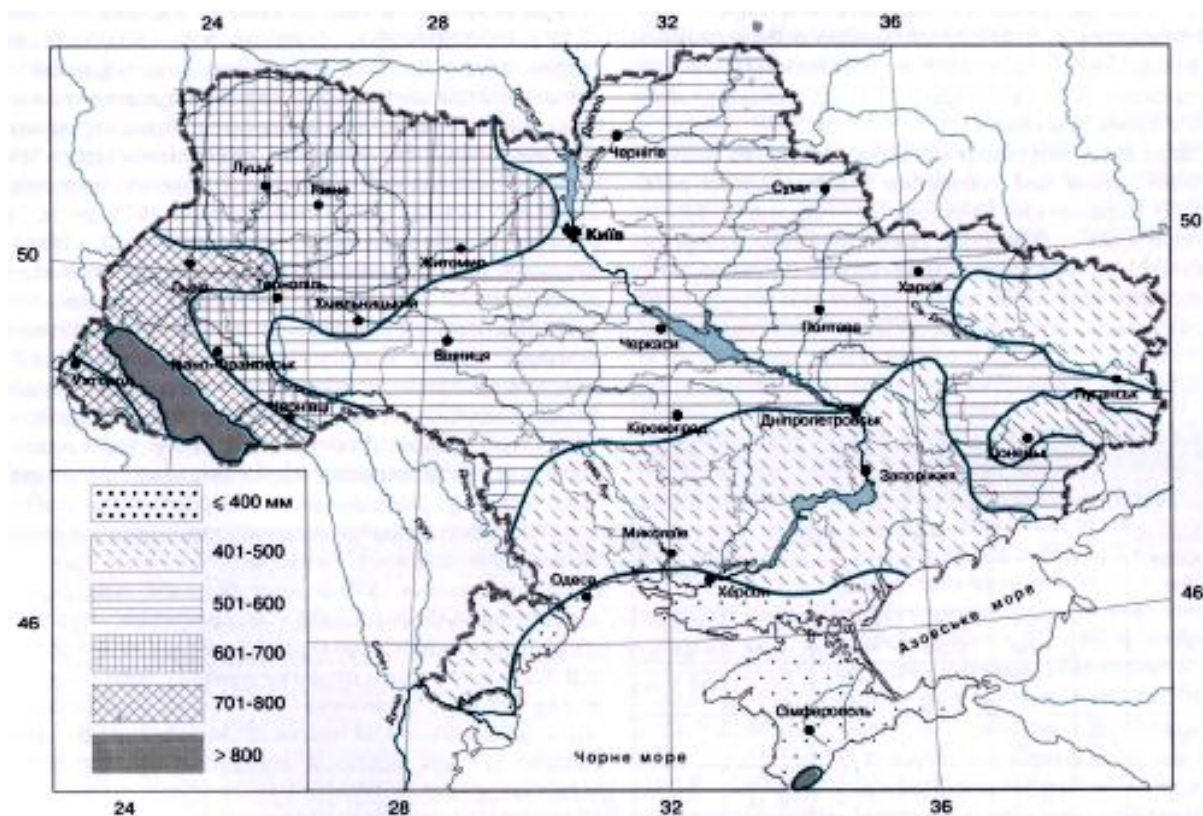 24
28
32
36
Чернігів
Луцьк
Рівне
Суми
Київ
50
50
Житомир
Львів
Тернопіль
Хмельницький
Харків
Полтава
Черкаси
Вінниця
Ужгород
Івано-Франківськ
Луганськ
Чернівці
Кіровоград
Дніпропетровськ
Донецьк
Запоріжжя
⩽ 400 мм
401-500
501-600
601-700
701-800
> 800
Миколаїв
Одеса
Херсон
46
46
Азовське море
Сімферополь
Чорне море
24
28
32
36